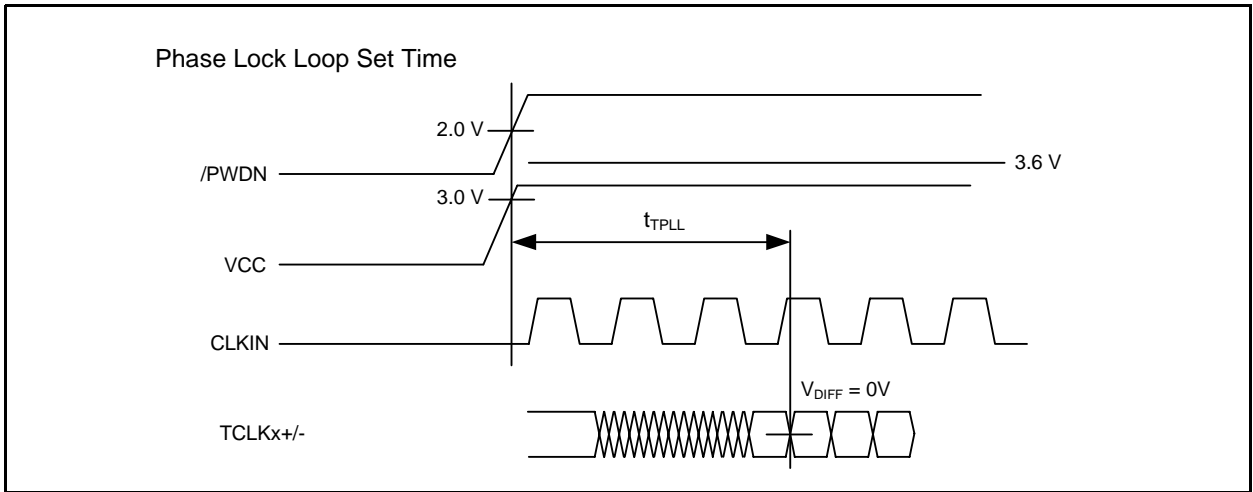 Phase Lock Loop Set Time
2.0 V
/PWDN
3.6 V
3.0 V
tTPLL
VCC
CLKIN
VDIFF = 0V
TCLKx+/-